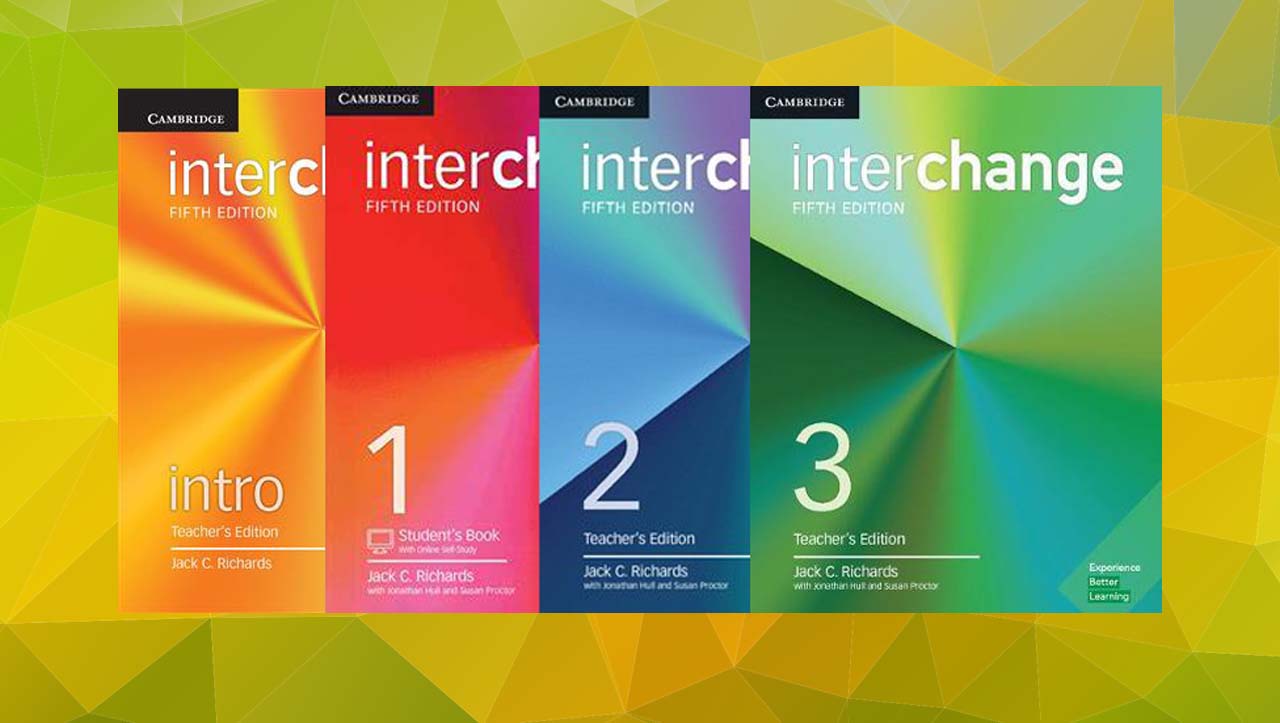 CAMBRIDGE
interch
FIFTH EDITION
intro
Teacher's Edition
Jack C. Richards
CAMBRIDGE
interch
FIFTH EDITION
1
Student's Book
With Online Self-Study
Jack C. Richards
with Jonathan Hull and Susan Proctor
CAMBRIDGE
interch
FIFTH EDITION
2
Teacher's Edition
Jack C. Richards
with Jonathan Hull and Susan Proctor
CAMBRIDGE
interchange
FIFTH EDITION
3
Teacher's Edition
Jack C. Richards
with Jonathan Hull and Susan Proctor
Experience
Better
Learning